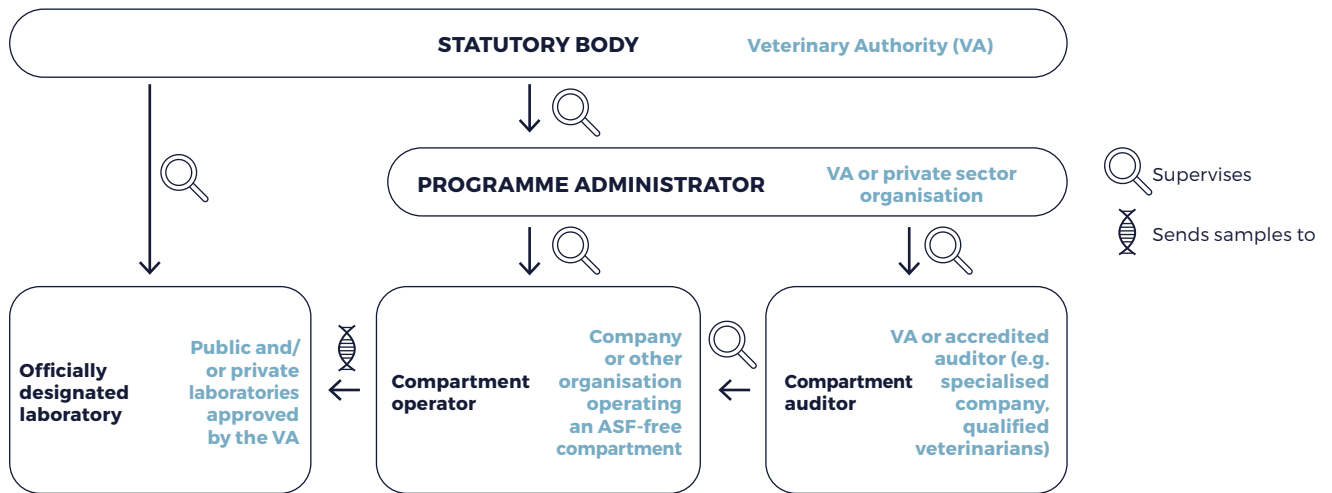 STATUTORY BODY
Veterinary Authority (VA)
PROGRAMME ADMINISTRATOR
VA or private sector
organisation
Supervises
Sends samples to
Officially
designated
laboratory
Public and/
or private
laboratories
approved
by the VA
Compartment
operator
Company
or other
organisation
operating
an ASF-free
compartment
Compartment
auditor
VA or accredited
auditor (e.g.
specialised
company,
qualified
veterinarians)